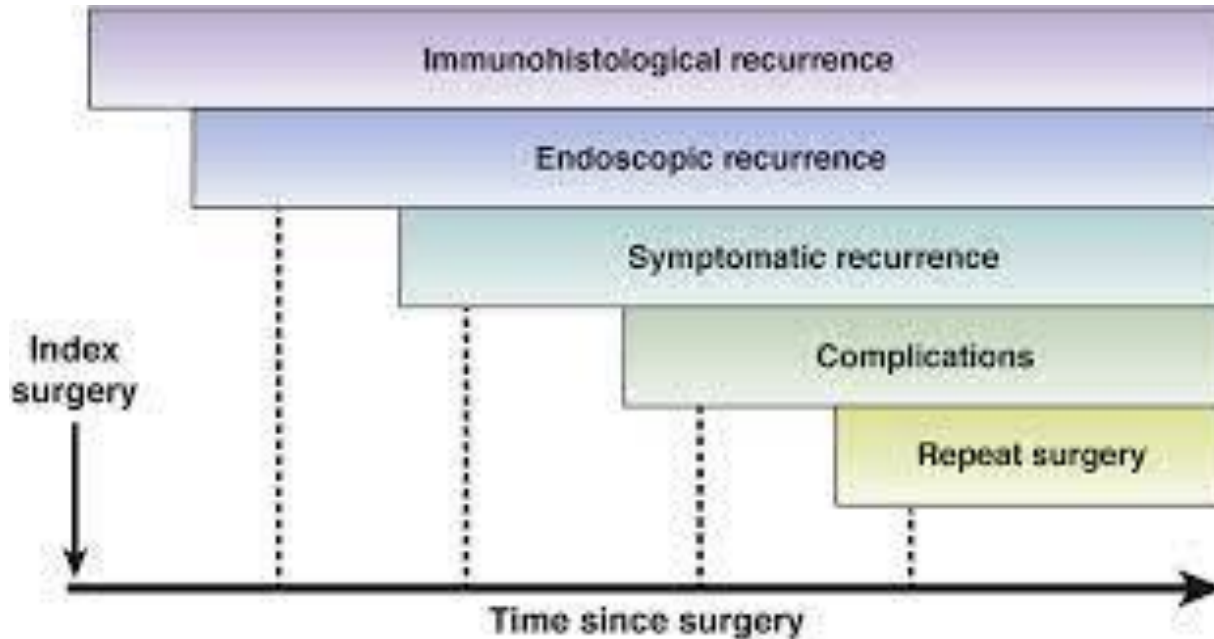 Immunohistological recurrence
Endoscopic recurrence
Symptomatic recurrence
Complications
Repeat surgery
Index
surgery
Time since surgery